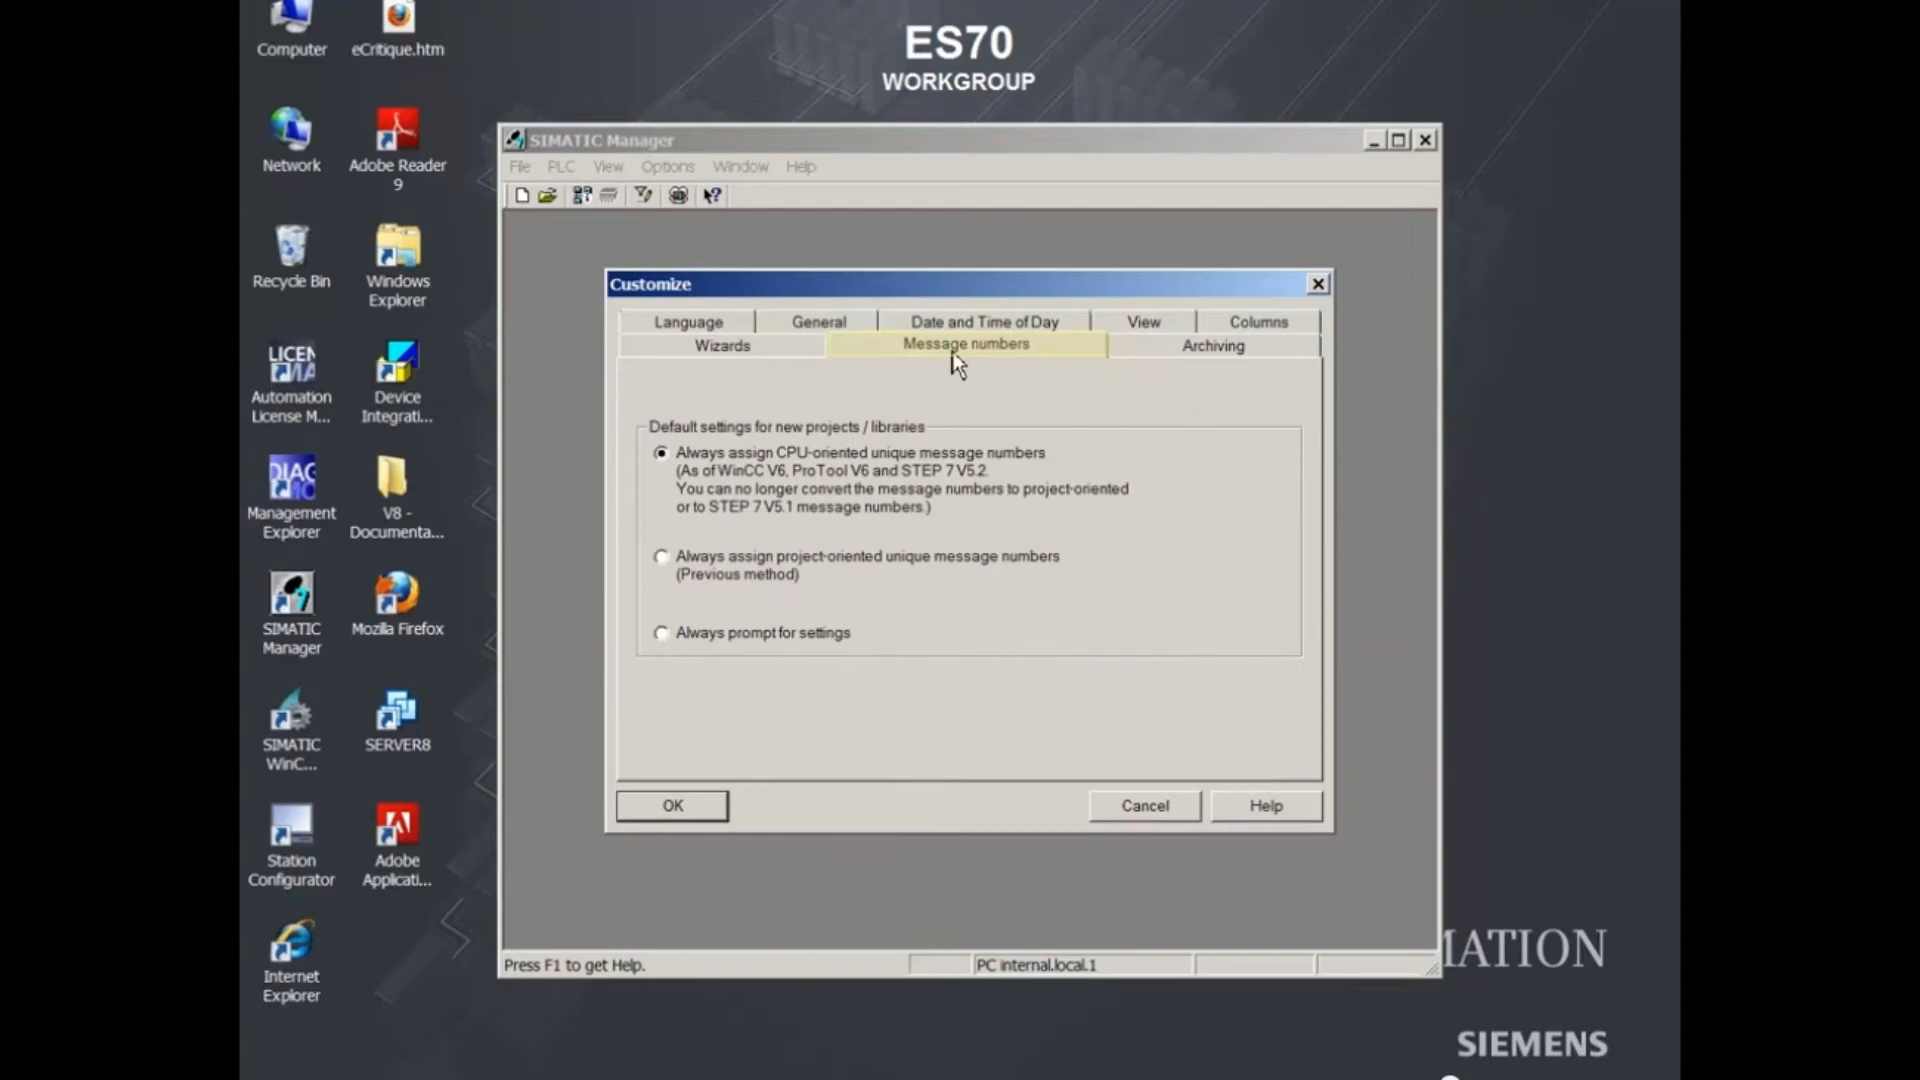 ES70
WORKGROUP
Computer
eCritique.htm
Network
Adobe Reader
9
Recycle Bin
Windows
Explorer
LICEN
Automation
License M...
Device
Integrati...
DIAG
Management
Explorer
V8 -
Documenta...
SIMATIC
Manager
Mozilla Firefox
SIMATIC
WinC...
SERVER8
Station
Configurator
Adobe
Applicati...
Internet
Explorer
SIMATIC Manager
File PLC View Options Window Help
Customize
Language General Date and Time of Day View Columns
Wizards Message numbers Archiving
Default settings for new projects / libraries
Always assign CPU-oriented unique message numbers
(As of WinCC V6, ProTool V6 and STEP 7 V5.2.
You can no longer convert the message numbers to project-oriented
or to STEP 7 V5.1 message numbers.)
Always assign project-oriented unique message numbers
(Previous method)
Always prompt for settings
OK Cancel Help
Press F1 to get Help.
PC internal.local.1
MATION
SIEMENS